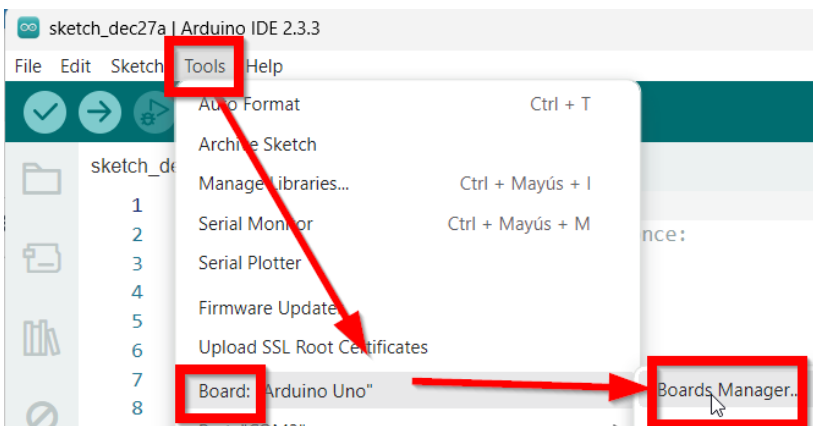 sketch_dec27a | Arduino IDE 2.3.3
File Edit Sketch Tools Help
Auto Format Ctrl + T
Archive Sketch
sketch_de
Manage Libraries... Ctrl + Mayús + I
1
Serial Monitor Ctrl + Mayús + M
2 nce:
3 Serial Plotter
4
Firmware Updater
5
6 Upload SSL Root Certificates
7
Board: "Arduino Uno" Boards Manager...
8